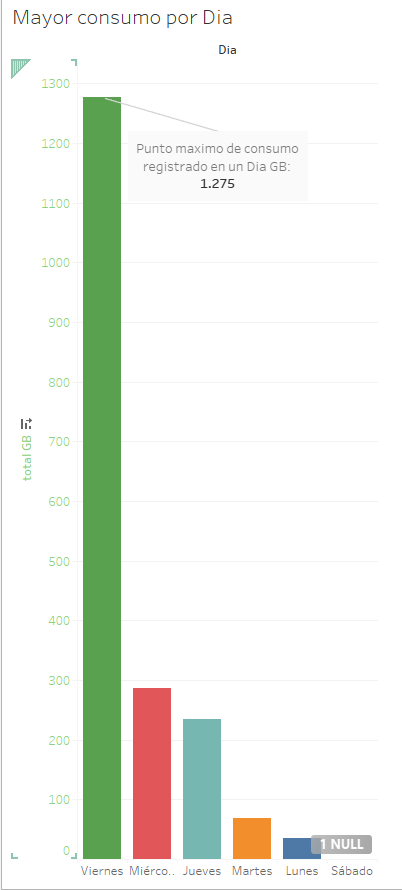 Mayor consumo por Dia
Dia
1300
Punto maximo de consumo
registrado en un Dia GB:
1.275
1200
1100
1000
900
800
700
600
500
400
300
200
100
0
total GB
1 NULL
Viernes Miérco.. Jueves Martes Lunes Sábado